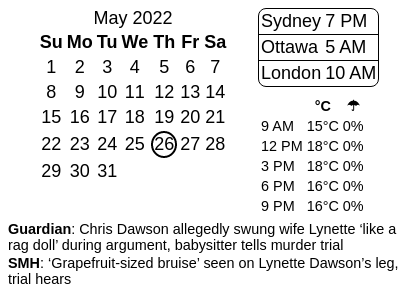 May 2022
Su Mo Tu We Th Fr Sa
1 2 3 4 5 6 7
8 9 10 11 12 13 14
15 16 17 18 19 20 21
22 23 24 25 26 27 28
29 30 31
Sydney 7 PM
Ottawa 5 AM
London 10 AM
°C ☂
9 AM 15°C 0%
12 PM 18°C 0%
3 PM 18°C 0%
6 PM 16°C 0%
9 PM 16°C 0%
Guardian: Chris Dawson allegedly swung wife Lynette ‘like a
rag doll’ during argument, babysitter tells murder trial
SMH: ‘Grapefruit-sized bruise’ seen on Lynette Dawson’s leg,
trial hears